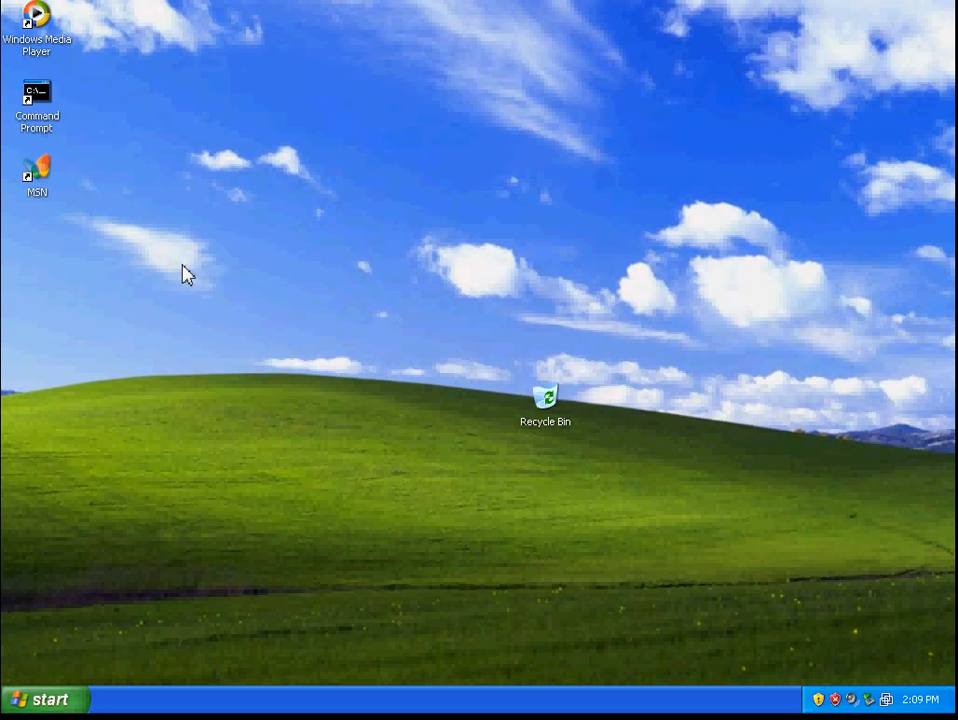 Windows Media
Player
C:\_
Command
Prompt
MSN
Recycle Bin
start
2:09 PM